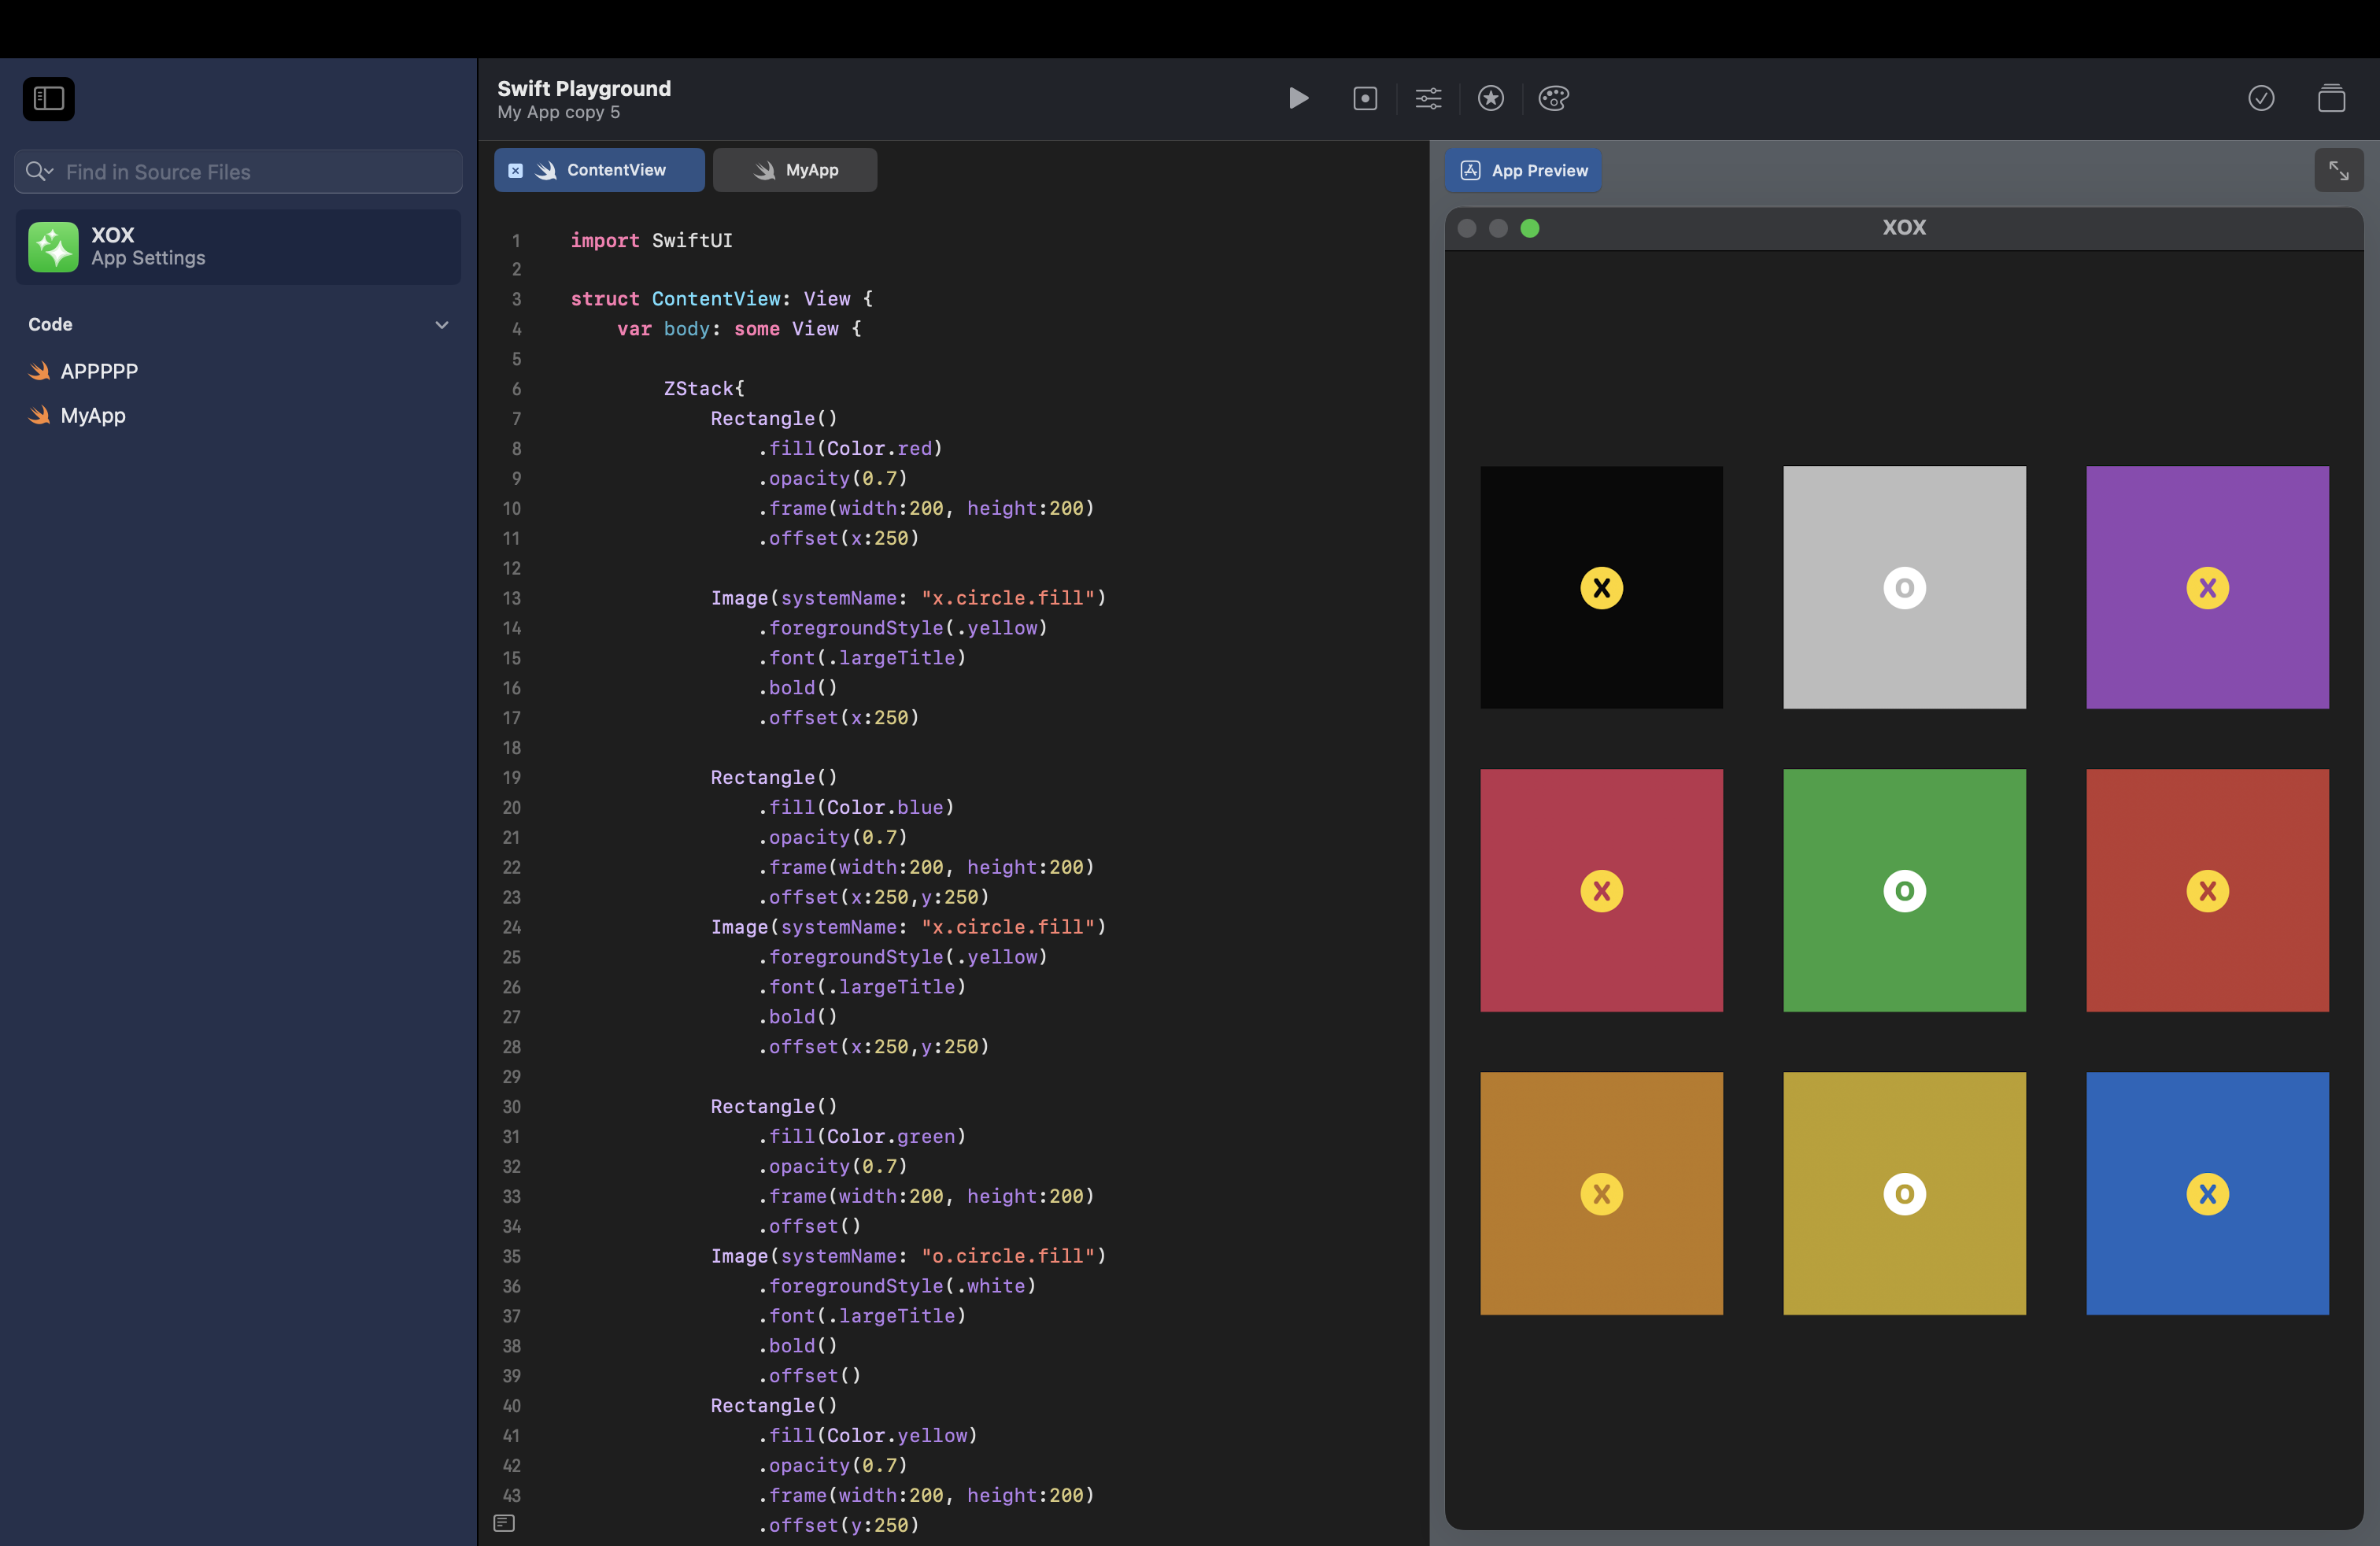 Swift Playground
My App copy 5
Find in Source Files
XOX
App Settings
Code
APPPPP
MyApp
ContentView
MyApp
1 import SwiftUI
2
3 struct ContentView: View {
4 var body: some View {
5
6 ZStack{
7 Rectangle()
8 .fill(Color.red)
9 .opacity(0.7)
10 .frame(width:200, height:200)
11 .offset(x:250)
12
13 Image(systemName: "x.circle.fill")
14 .foregroundStyle(.yellow)
15 .font(.largeTitle)
16 .bold()
17 .offset(x:250)
18
19 Rectangle()
20 .fill(Color.blue)
21 .opacity(0.7)
22 .frame(width:200, height:200)
23 .offset(x:250,y:250)
24 Image(systemName: "x.circle.fill")
25 .foregroundStyle(.yellow)
26 .font(.largeTitle)
27 .bold()
28 .offset(x:250,y:250)
29
30 Rectangle()
31 .fill(Color.green)
32 .opacity(0.7)
33 .frame(width:200, height:200)
34 .offset()
35 Image(systemName: "o.circle.fill")
36 .foregroundStyle(.white)
37 .font(.largeTitle)
38 .bold()
39 .offset()
40 Rectangle()
41 .fill(Color.yellow)
42 .opacity(0.7)
43 .frame(width:200, height:200)
.offset(y:250)
App Preview
XOX
X O X
X O X
X O X